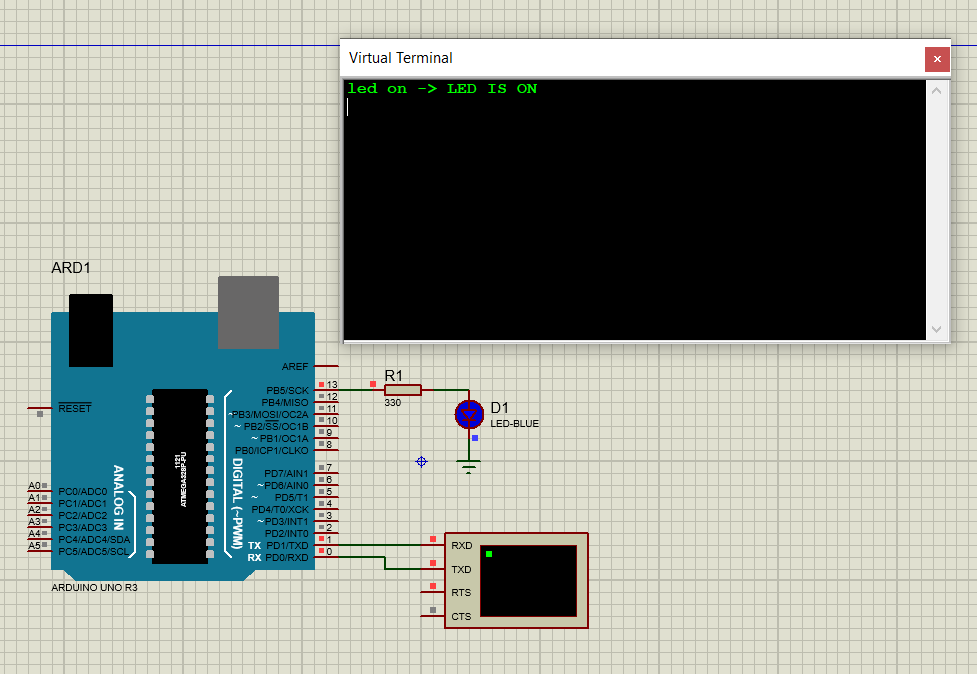 Virtual Terminal
led on -> LED IS ON
ARD1
AREF
PB5/SCK 13
PB4/MISO 12
~PB3/MOSI/OC2A 11
~ PB2/SS/OC1B 10
~ PB1/OC1A 9
PB0/ICP1/CLKO 8
PD7/AIN1 7
~PD6/AIN0 6
~ PD5/T1 5
PD4/T0/XCK 4
~PD3/INT1 3
PD2/INT0 2
TX PD1/TXD 1
RX PD0/RXD 0
RESET
A0 PC0/ADC0
A1 PC1/ADC1
A2 PC2/ADC2
A3 PC3/ADC3
A4 PC4/ADC4/SDA
A5 PC5/ADC5/SCL
ANALOG IN
1121
ATMEGA328P-PU
DIGITAL (~PWM)
ARDUINO UNO R3
R1
330
D1
LED-BLUE
RXD
TXD
RTS
CTS